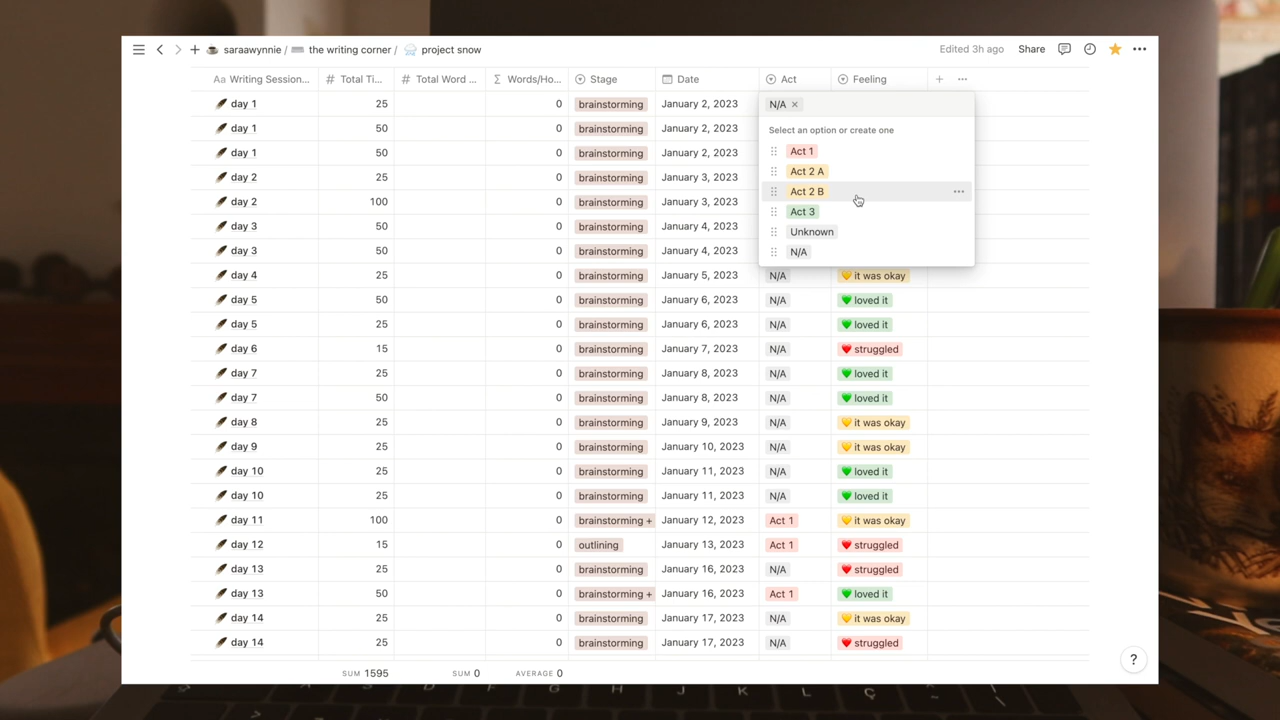 saraawynnie / the writing corner / project snow Edited 3h ago Share
Aa Writing Session... # Total Ti... # Total Word ... Σ Words/Ho... Stage Date Act Feeling + ...
day 1 25 0 brainstorming January 2, 2023 N/A ×
day 1 50 0 brainstorming January 2, 2023
Select an option or create one
day 1 50 0 brainstorming January 2, 2023 Act 1
day 2 25 0 brainstorming January 3, 2023 Act 2 A
day 2 100 0 brainstorming January 3, 2023 Act 2 B
day 3 50 0 brainstorming January 4, 2023 Act 3
Unknown
day 3 50 0 brainstorming January 4, 2023 N/A
day 4 25 0 brainstorming January 5, 2023 N/A it was okay
day 5 50 0 brainstorming January 6, 2023 N/A loved it
day 5 25 0 brainstorming January 6, 2023 N/A loved it
day 6 15 0 brainstorming January 7, 2023 N/A struggled
day 7 25 0 brainstorming January 8, 2023 N/A loved it
day 7 50 0 brainstorming January 8, 2023 N/A loved it
day 8 25 0 brainstorming January 9, 2023 N/A it was okay
day 9 25 0 brainstorming January 10, 2023 N/A it was okay
day 10 25 0 brainstorming January 11, 2023 N/A loved it
day 10 25 0 brainstorming January 11, 2023 N/A loved it
day 11 100 0 brainstorming + January 12, 2023 Act 1 it was okay
day 12 15 0 outlining January 13, 2023 Act 1 struggled
day 13 25 0 brainstorming January 16, 2023 N/A struggled
day 13 50 0 brainstorming + January 16, 2023 Act 1 loved it
day 14 25 0 brainstorming January 17, 2023 N/A it was okay
day 14 25 0 brainstorming January 17, 2023 N/A struggled
SUM 1595 SUM 0 AVERAGE 0
?